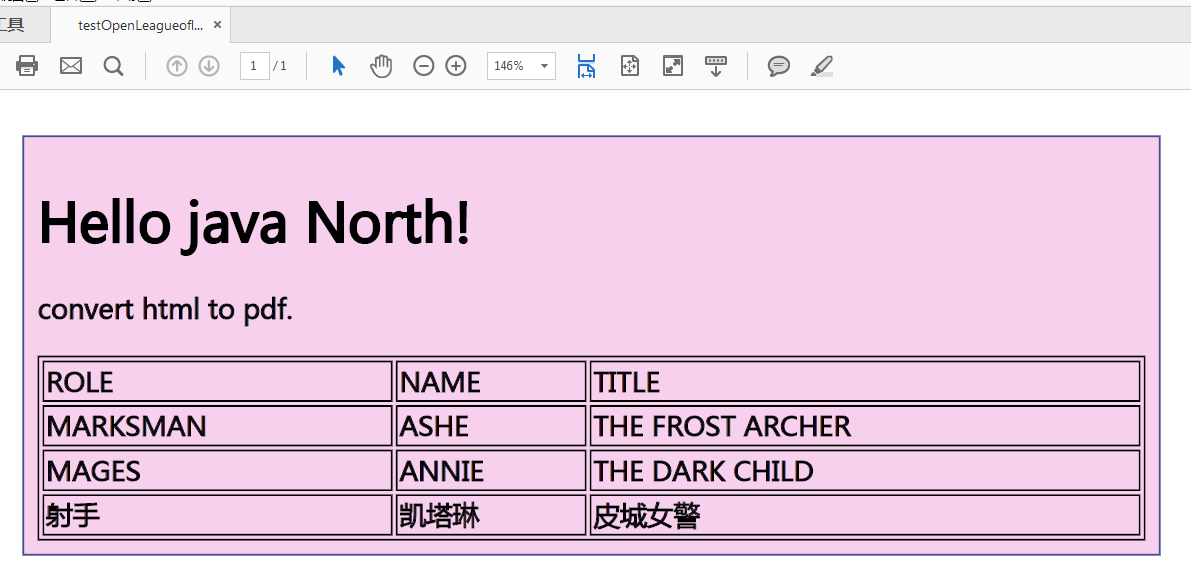 工具 testOpenLeagueofl... ×
1 / 1 146%
Hello java North!
convert html to pdf.
ROLE NAME TITLE
MARKSMAN ASHE THE FROST ARCHER
MAGES ANNIE THE DARK CHILD
射手 凯塔琳 皮城女警